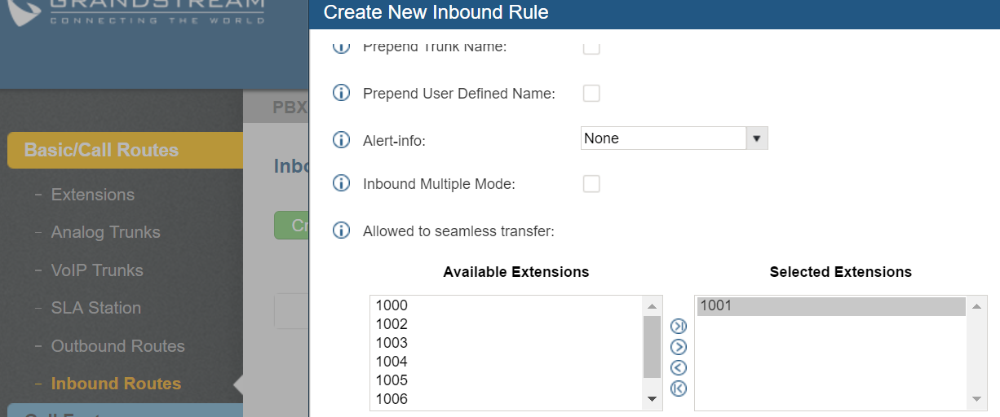 GRANDSTREAM
CONNECTING THE WORLD
Create New Inbound Rule
Prepend Trunk Name:
Prepend User Defined Name:
Alert-info:
None
Inbound Multiple Mode:
Allowed to seamless transfer:
Available Extensions
1000
1002
1003
1004
1005
1006
Selected Extensions
1001
PBX
Inbo
Cr
Basic/Call Routes
- Extensions
- Analog Trunks
- VoIP Trunks
- SLA Station
- Outbound Routes
- Inbound Routes